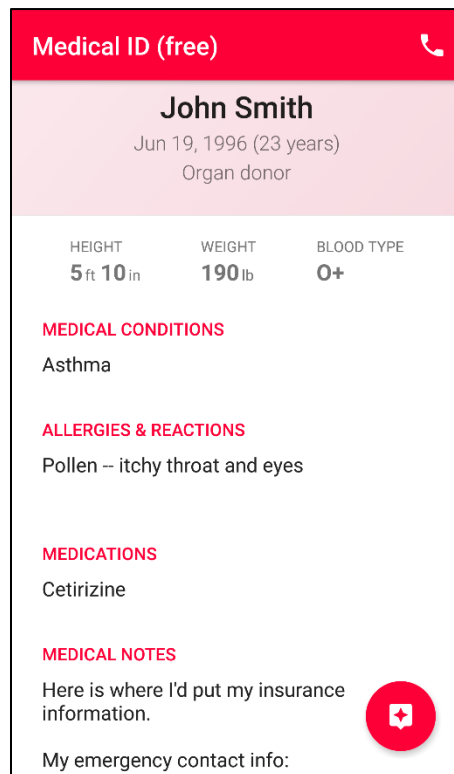 Medical ID (free)
John Smith
Jun 19, 1996 (23 years)
Organ donor
HEIGHT WEIGHT BLOOD TYPE
5 ft 10 in 190 lb O+
MEDICAL CONDITIONS
Asthma
ALLERGIES & REACTIONS
Pollen -- itchy throat and eyes
MEDICATIONS
Cetirizine
MEDICAL NOTES
Here is where I'd put my insurance
information.
My emergency contact info: